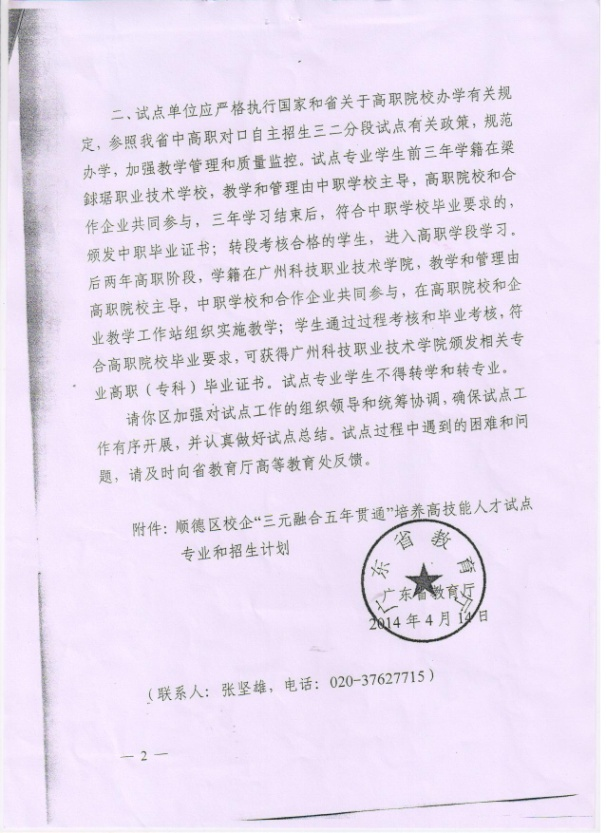 二、试点单位应严格执行国家和省关于高职院校办学有关规
定，参照我省中高职对口自主招生三二分段试点有关政策，规范
办学，加强教学管理和质量监控。试点专业学生前三年学籍在梁
銶琚职业技术学校，教学和管理由中职学校主导，高职院校和合
作企业共同参与，三年学习结束后，符合中职学校毕业要求的，
颁发中职毕业证书；转段考核合格的学生，进入高职学段学习。
后两年高职阶段，学籍在广州科技职业技术学院，教学和管理由
高职院校主导，中职学校和合作企业共同参与，在高职院校和企
业教学工作站组织实施教学；学生通过过程考核和毕业考核，符
合高职院校毕业要求，可获得广州科技职业技术学院颁发相关专
业高职（专科）毕业证书。试点专业学生不得转学和转专业。
请你区加强对试点工作的组织领导和统筹协调，确保试点工
作有序开展，并认真做好试点总结。试点过程中遇到的困难和问
题，请及时向省教育厅高等教育处反馈。
附件：顺德区校企“三元融合五年贯通”培养高技能人才试点
专业和招生计划
广东省教育厅
广东省教育厅
2014 年 4 月 14 日
（联系人：张坚雄，电话：020-37627715）
— 2 —